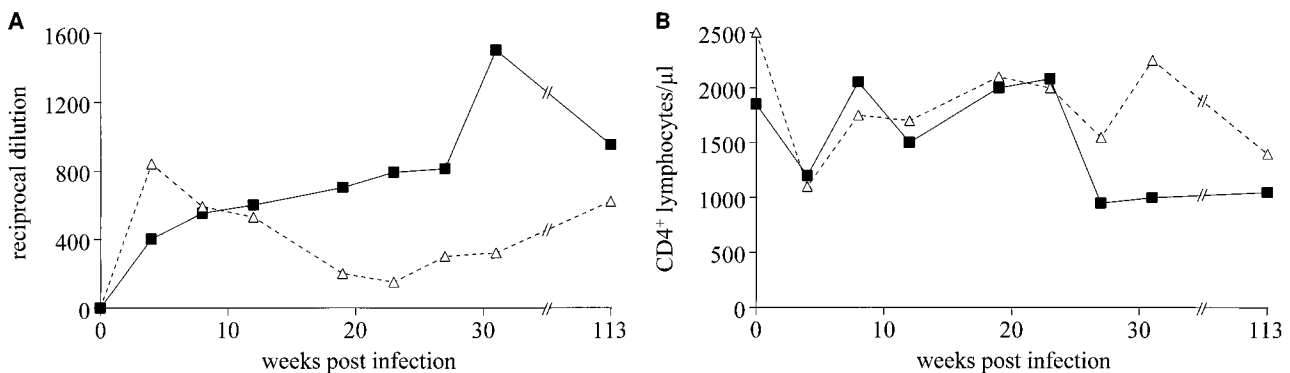 A
1600
1200
800
400
0
reciprocal dilution
0 10 20 30 113
weeks post infection
B
2500
2000
1500
1000
500
0
CD4⁺ lymphocytes/µl
0 10 20 30 113
weeks post infection